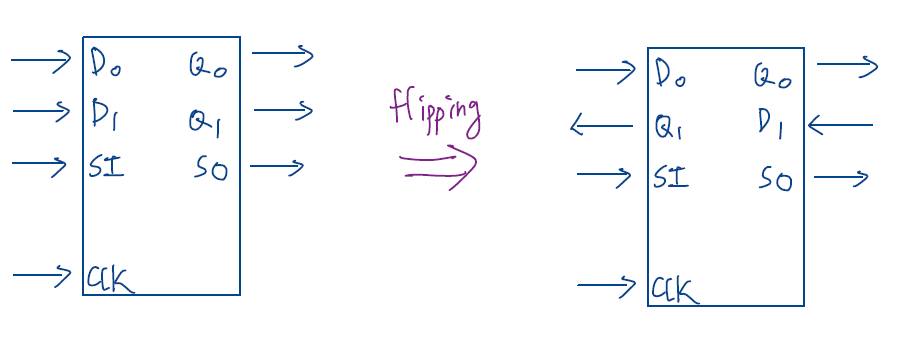 D0 Q0
D1 Q1
SI SO
CLK
flipping
D0 Q0
Q1 D1
SI SO
CLK